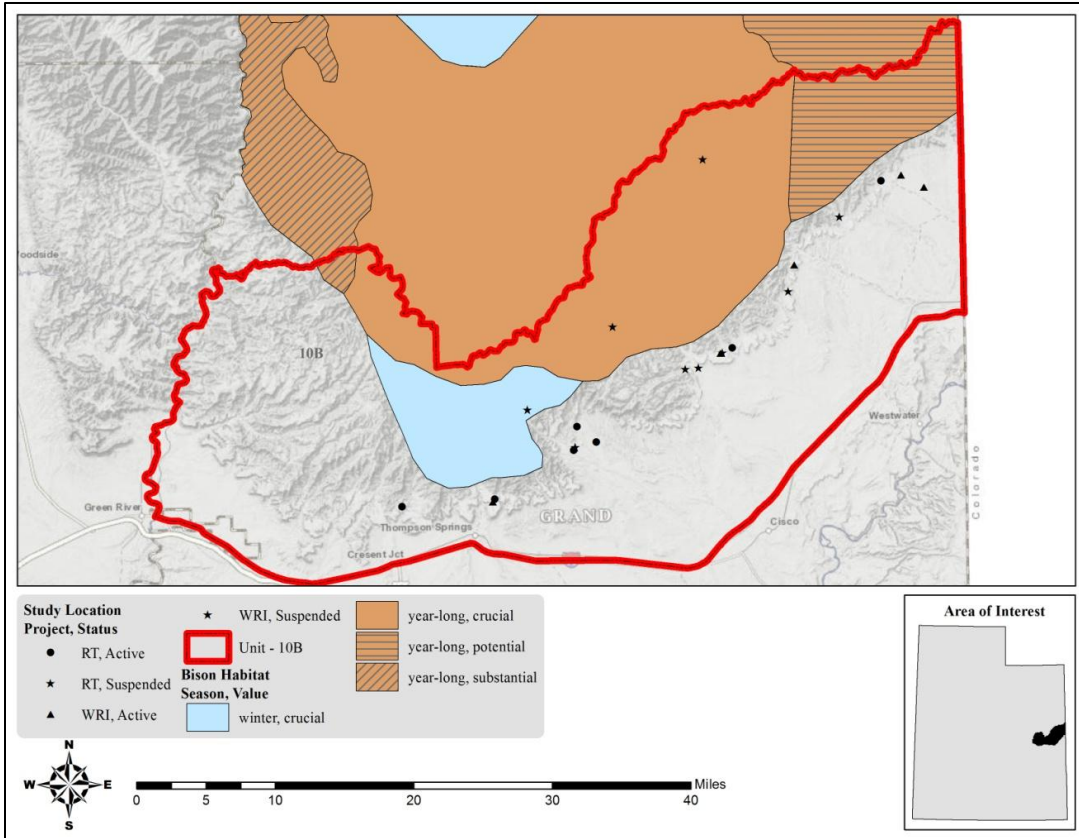 Woodside
10B
Green River
Thompson Springs
Cresent Jct
GRAND
Cisco
Westwater
Colorado
Study Location
Project, Status
RT, Active
RT, Suspended
WRI, Active
WRI, Suspended
Unit - 10B
Bison Habitat
Season, Value
winter, crucial
year-long, crucial
year-long, potential
year-long, substantial
Area of Interest
N
W E
S
Miles
0 5 10 20 30 40